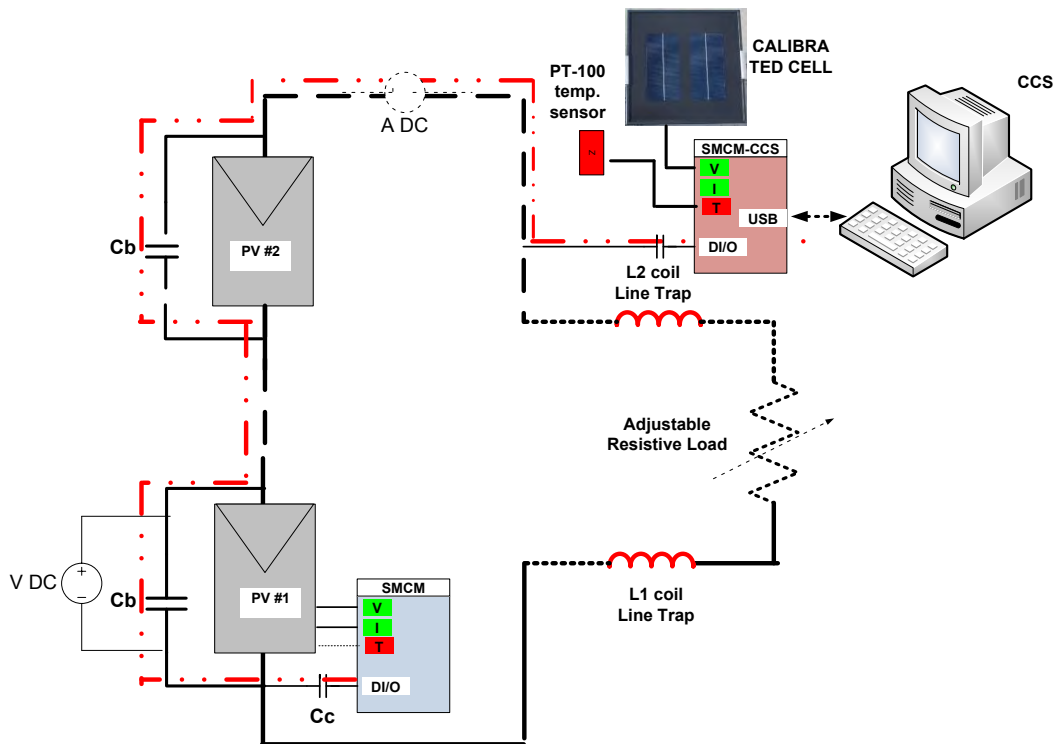 CALIBRA
TED CELL
CCS
PT-100
temp.
sensor
A DC
SMCM-CCS
V
I
T
USB
DI/O
Cb
PV #2
L2 coil
Line Trap
Adjustable
Resistive Load
V DC
+
−
Cb
PV #1
SMCM
V
I
T
DI/O
Cc
L1 coil
Line Trap